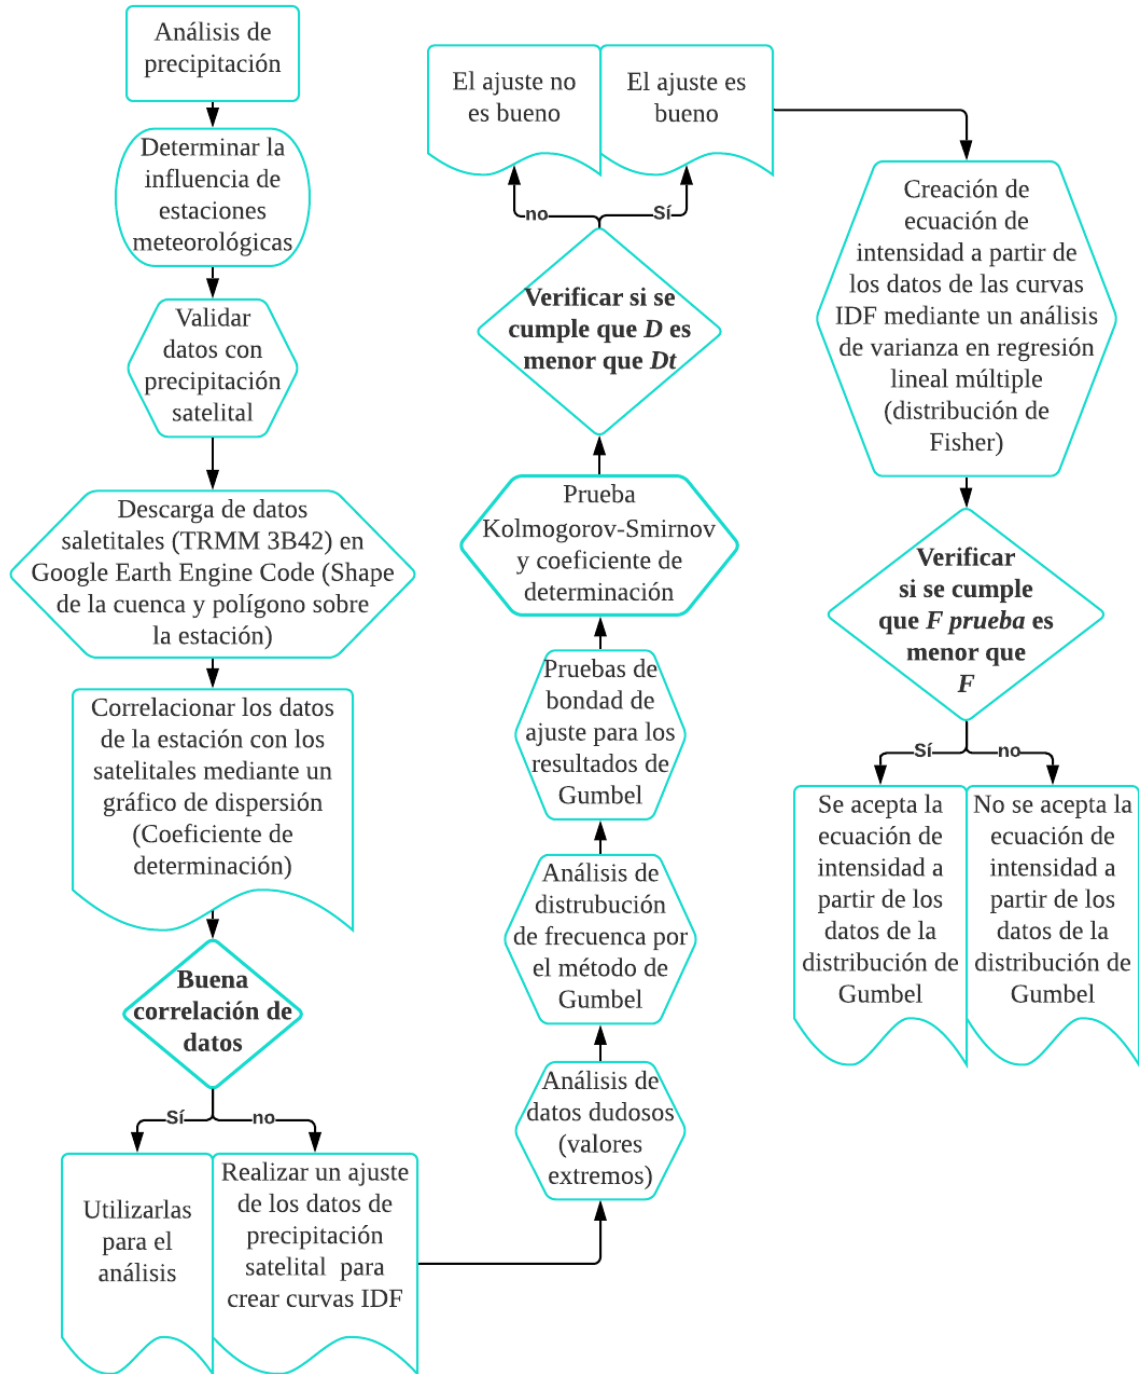 Análisis de
precipitación
Determinar la
influencia de
estaciones
meteorológicas
Validar
datos con
precipitación
satelital
Descarga de datos
saletitales (TRMM 3B42) en
Google Earth Engine Code (Shape
de la cuenca y polígono sobre
la estación)
Correlacionar los datos
de la estación con los
satelitales mediante un
gráfico de dispersión
(Coeficiente de
determinación)
Buena
correlación de
datos
Sí
no
Utilizarlas
para el
análisis
Realizar un ajuste
de los datos de
precipitación
satelital para
crear curvas IDF
Análisis de
datos dudosos
(valores
extremos)
Análisis de
distrubución
de frecuenca por
el método de
Gumbel
Pruebas de
bondad de
ajuste para los
resultados de
Gumbel
Prueba
Kolmogorov-Smirnov
y coeficiente de
determinación
Verificar si se
cumple que D es
menor que Dt
no
Sí
El ajuste no
es bueno
El ajuste es
bueno
Creación de
ecuación de
intensidad a partir de
los datos de las curvas
IDF mediante un análisis
de varianza en regresión
lineal múltiple
(distribución de
Fisher)
Verificar
si se cumple
que F prueba es
menor que
F
Sí
no
Se acepta la
ecuación de
intensidad a
partir de los
datos de la
distribución de
Gumbel
No se acepta la
ecuación de
intensidad a
partir de los
datos de la
distribución de
Gumbel